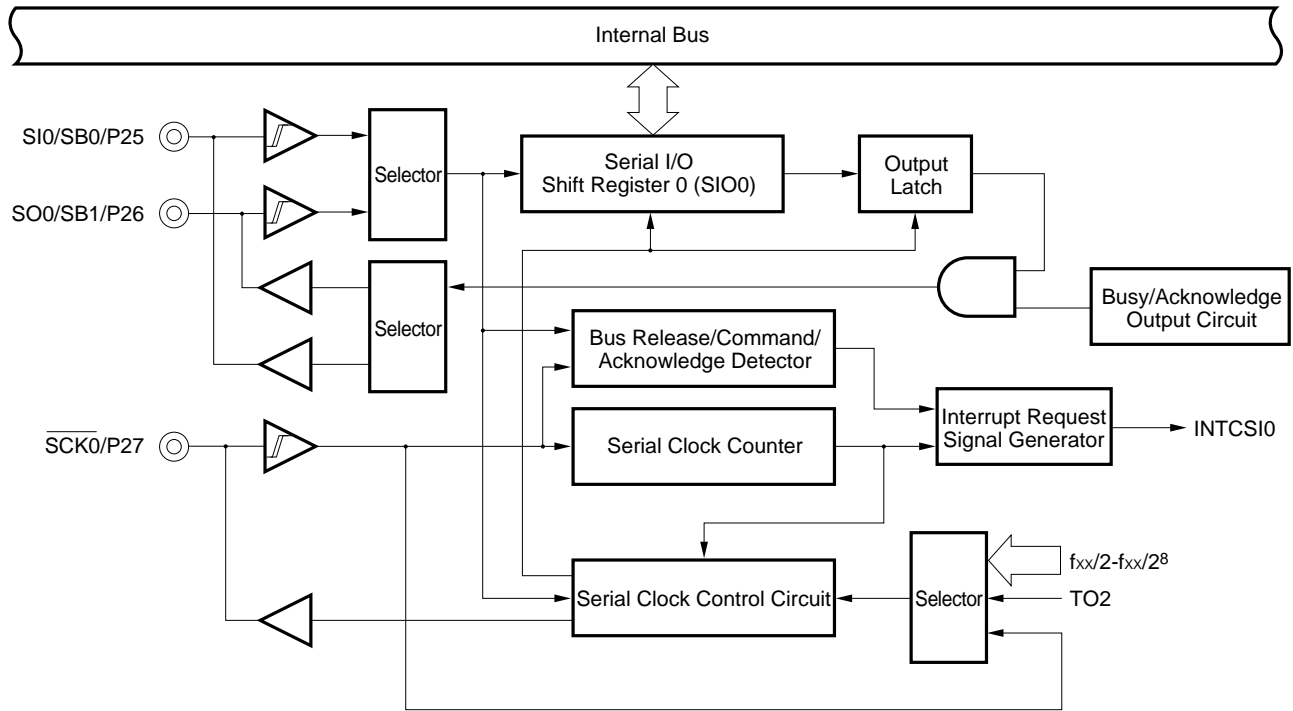 Internal Bus
SI0/SB0/P25
Selector
Serial I/O
Shift Register 0 (SIO0)
Output
Latch
SO0/SB1/P26
Selector
Busy/Acknowledge
Output Circuit
Bus Release/Command/
Acknowledge Detector
SCK0/P27
Serial Clock Counter
Interrupt Request
Signal Generator
INTCSI0
Serial Clock Control Circuit
Selector
fxx/2-fxx/2⁸
TO2